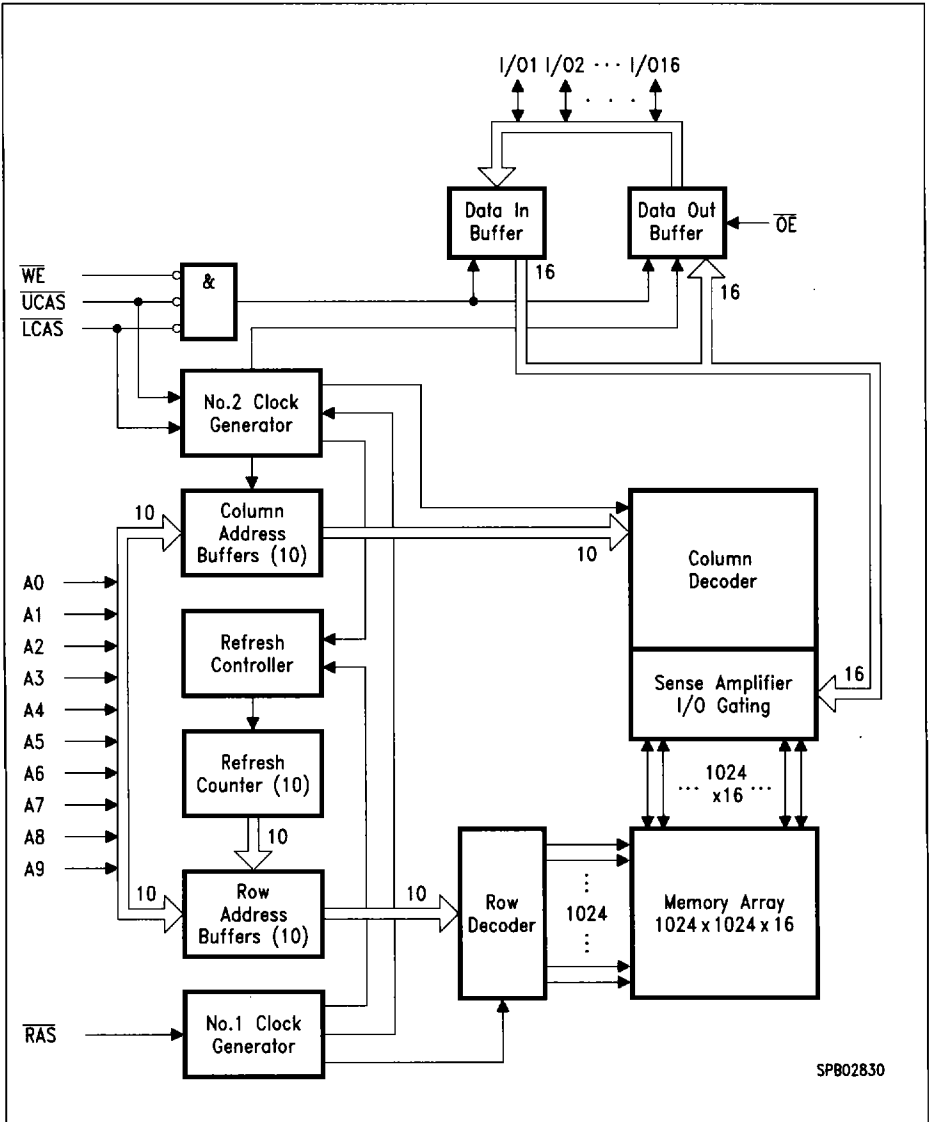 I/O1 I/O2 ··· I/O16
. . .
Data In
Buffer
Data Out
Buffer
OE
16
16
WE
UCAS
LCAS
&
No.2 Clock
Generator
10
Column
Address
Buffers (10)
10
Column
Decoder
A0
A1
A2
A3
A4
A5
A6
A7
A8
A9
Refresh
Controller
16
Sense Amplifier
I/O Gating
Refresh
Counter (10)
··· 1024 ···
x16
10
10
Row
Address
Buffers (10)
10
Row
Decoder
···
1024
···
Memory Array
1024x1024x16
RAS
No.1 Clock
Generator
SPB02830